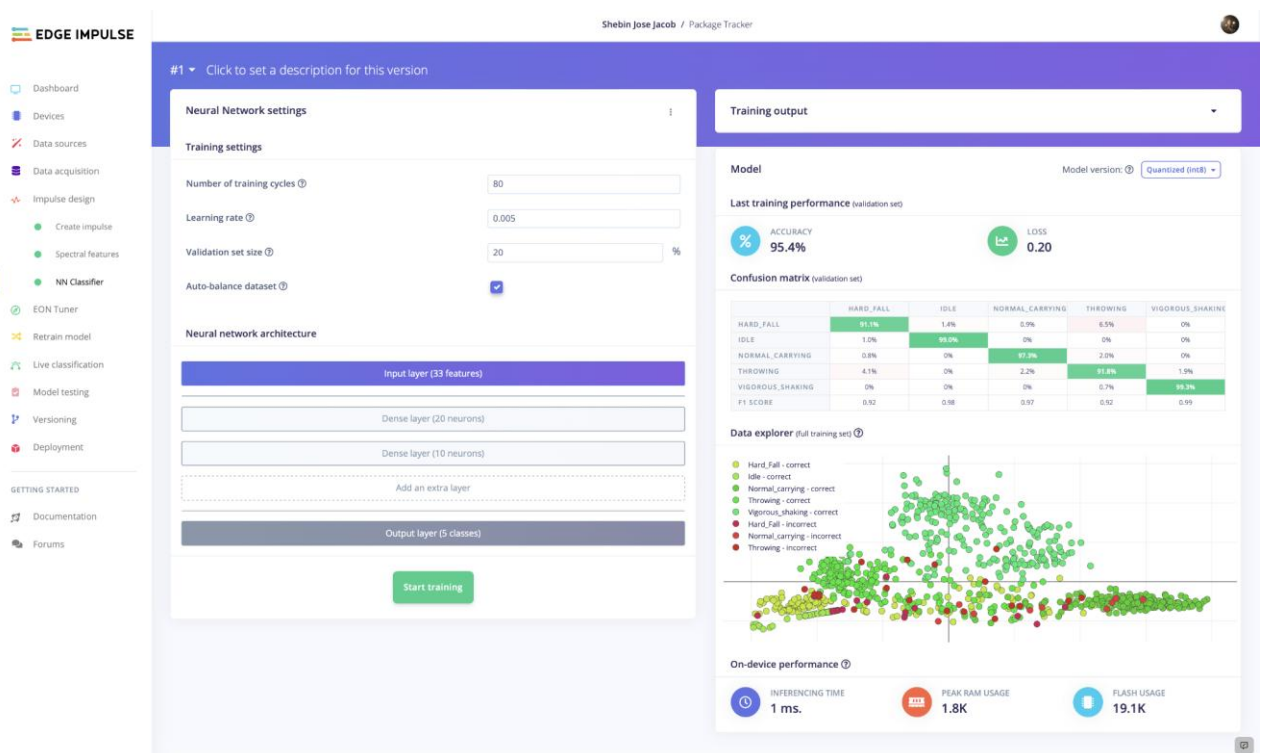 EDGE IMPULSE
Shebin Jose Jacob / Package Tracker
Dashboard
Devices
Data sources
Data acquisition
Impulse design
Create impulse
Spectral features
NN Classifier
EON Tuner
Retrain model
Live classification
Model testing
Versioning
Deployment
GETTING STARTED
Documentation
Forums
#1 Click to set a description for this version
Neural Network settings
Training settings
Number of training cycles ? 80
Learning rate ? 0.005
Validation set size ? 20 %
Auto-balance dataset ?
Neural network architecture
Input layer (33 features)
Dense layer (20 neurons)
Dense layer (10 neurons)
Add an extra layer
Output layer (5 classes)
Start training
Training output
Model Model version: ? Quantized (int8)
Last training performance (validation set)
% ACCURACY
95.4%
LOSS
0.20
Confusion matrix (validation set)
HARD_FALL IDLE NORMAL_CARRYING THROWING VIGOROUS_SHAKING
HARD_FALL 91.1% 1.4% 0.9% 6.5% 0%
IDLE 1.0% 99.0% 0% 0% 0%
NORMAL_CARRYING 0.8% 0% 97.3% 2.0% 0%
THROWING 4.1% 0% 2.2% 91.8% 1.9%
VIGOROUS_SHAKING 0% 0% 0% 0.7% 99.3%
F1 SCORE 0.92 0.98 0.97 0.92 0.99
Data explorer (full training set) ?
Hard_Fall - correct
Idle - correct
Normal_carrying - correct
Throwing - correct
Vigorous_shaking - correct
Hard_Fall - incorrect
Normal_carrying - incorrect
Throwing - incorrect
On-device performance ?
INFERENCING TIME
1 ms.
PEAK RAM USAGE
1.8K
FLASH USAGE
19.1K